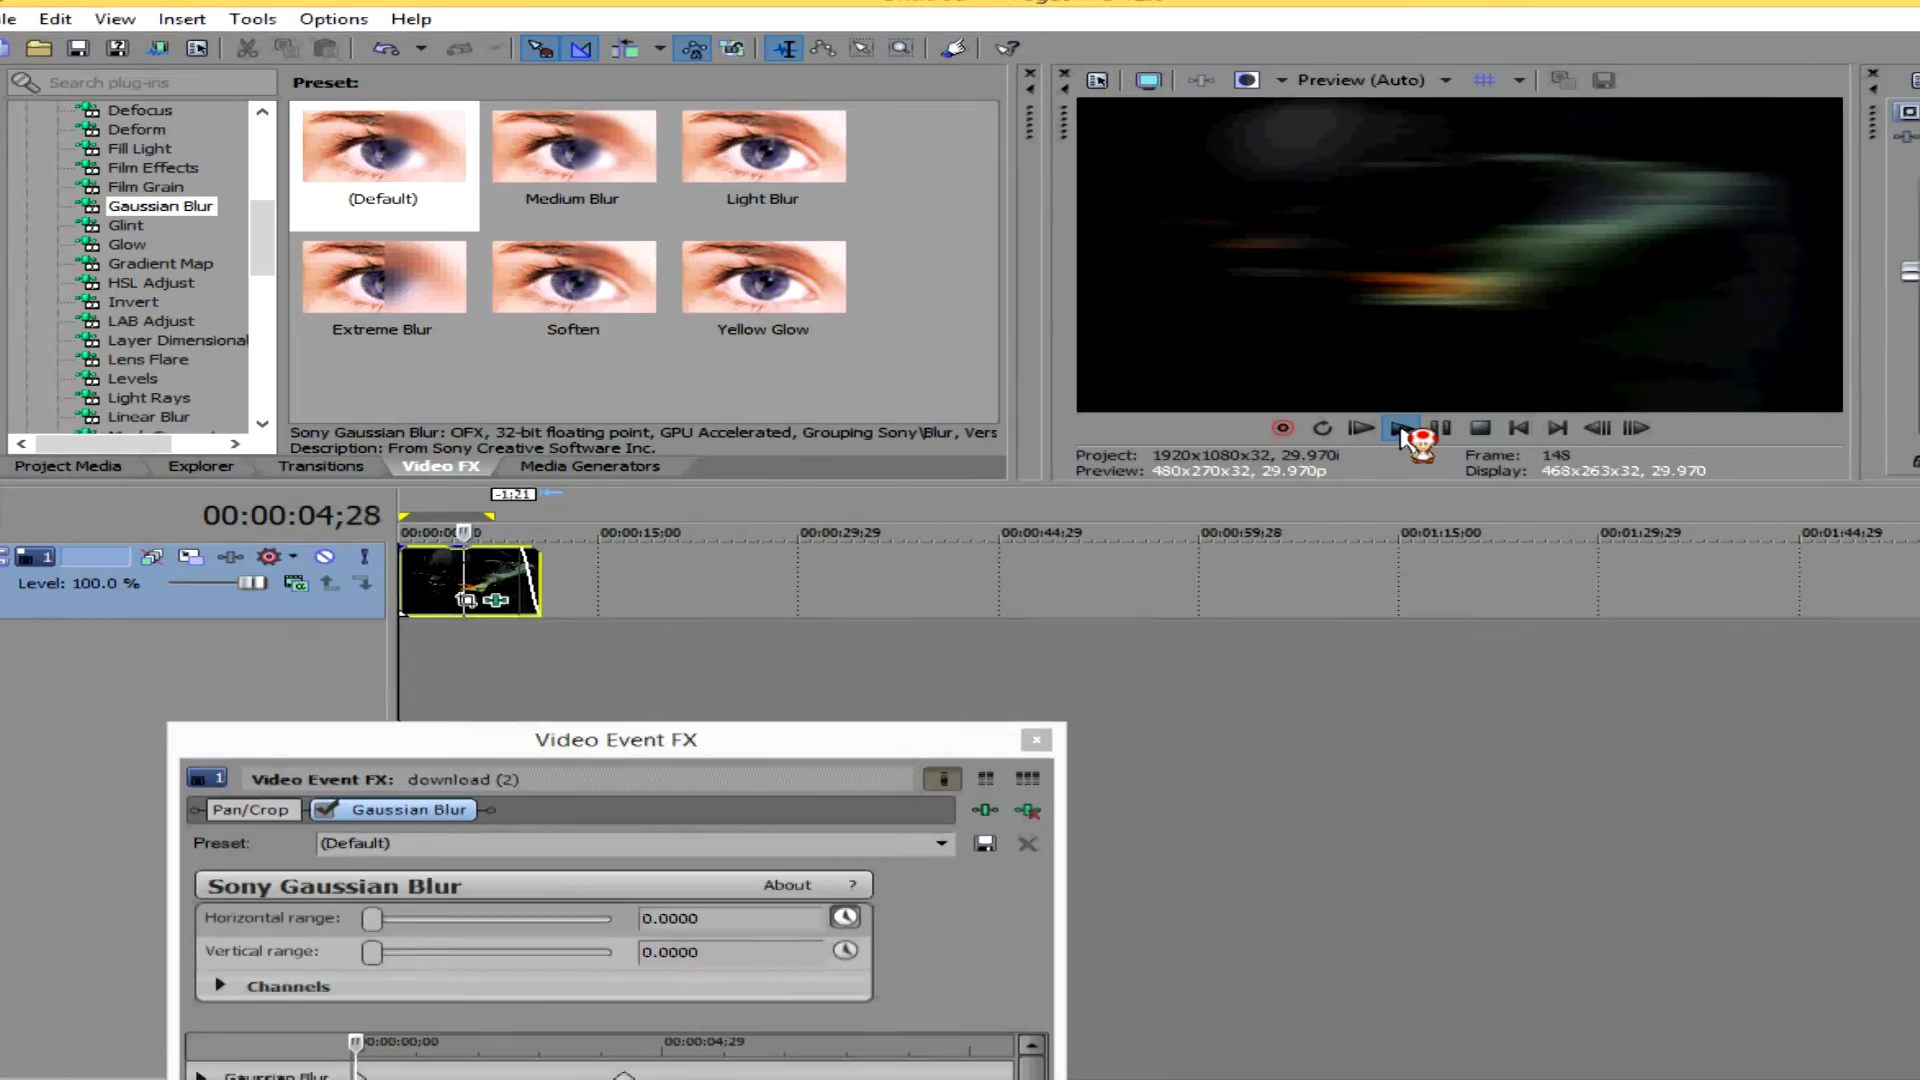 Edit View Insert Tools Options Help
Search plug-ins
Preset:
Preview (Auto)
Defocus
Deform
Fill Light
Film Effects
Film Grain
Gaussian Blur
Glint
Glow
Gradient Map
HSL Adjust
Invert
LAB Adjust
Layer Dimensional
Lens Flare
Levels
Light Rays
Linear Blur
(Default)
Medium Blur
Light Blur
Extreme Blur
Soften
Yellow Glow
Sony Gaussian Blur: OFX, 32-bit floating point, GPU Accelerated, Grouping Sony\Blur, Vers
Description: From Sony Creative Software Inc.
Project Media Explorer Transitions Video FX Media Generators
Project: 1920x1080x32, 29.970i
Frame: 148
Preview: 480x270x32, 29.970p
Display: 468x263x32, 29.970
-1:21
00:00:04;28
00:00:15;00 00:00:29;29 00:00:44;29 00:00:59;28 00:01:15;00 00:01:29;29 00:01:44;29
1
Level: 100.0 %
Video Event FX
1
Video Event FX: download (2)
Pan/Crop Gaussian Blur
Preset: (Default)
Sony Gaussian Blur About ?
Horizontal range: 0.0000
Vertical range: 0.0000
Channels
00:00:00;00 00:00:04;29
Gaussian Blur